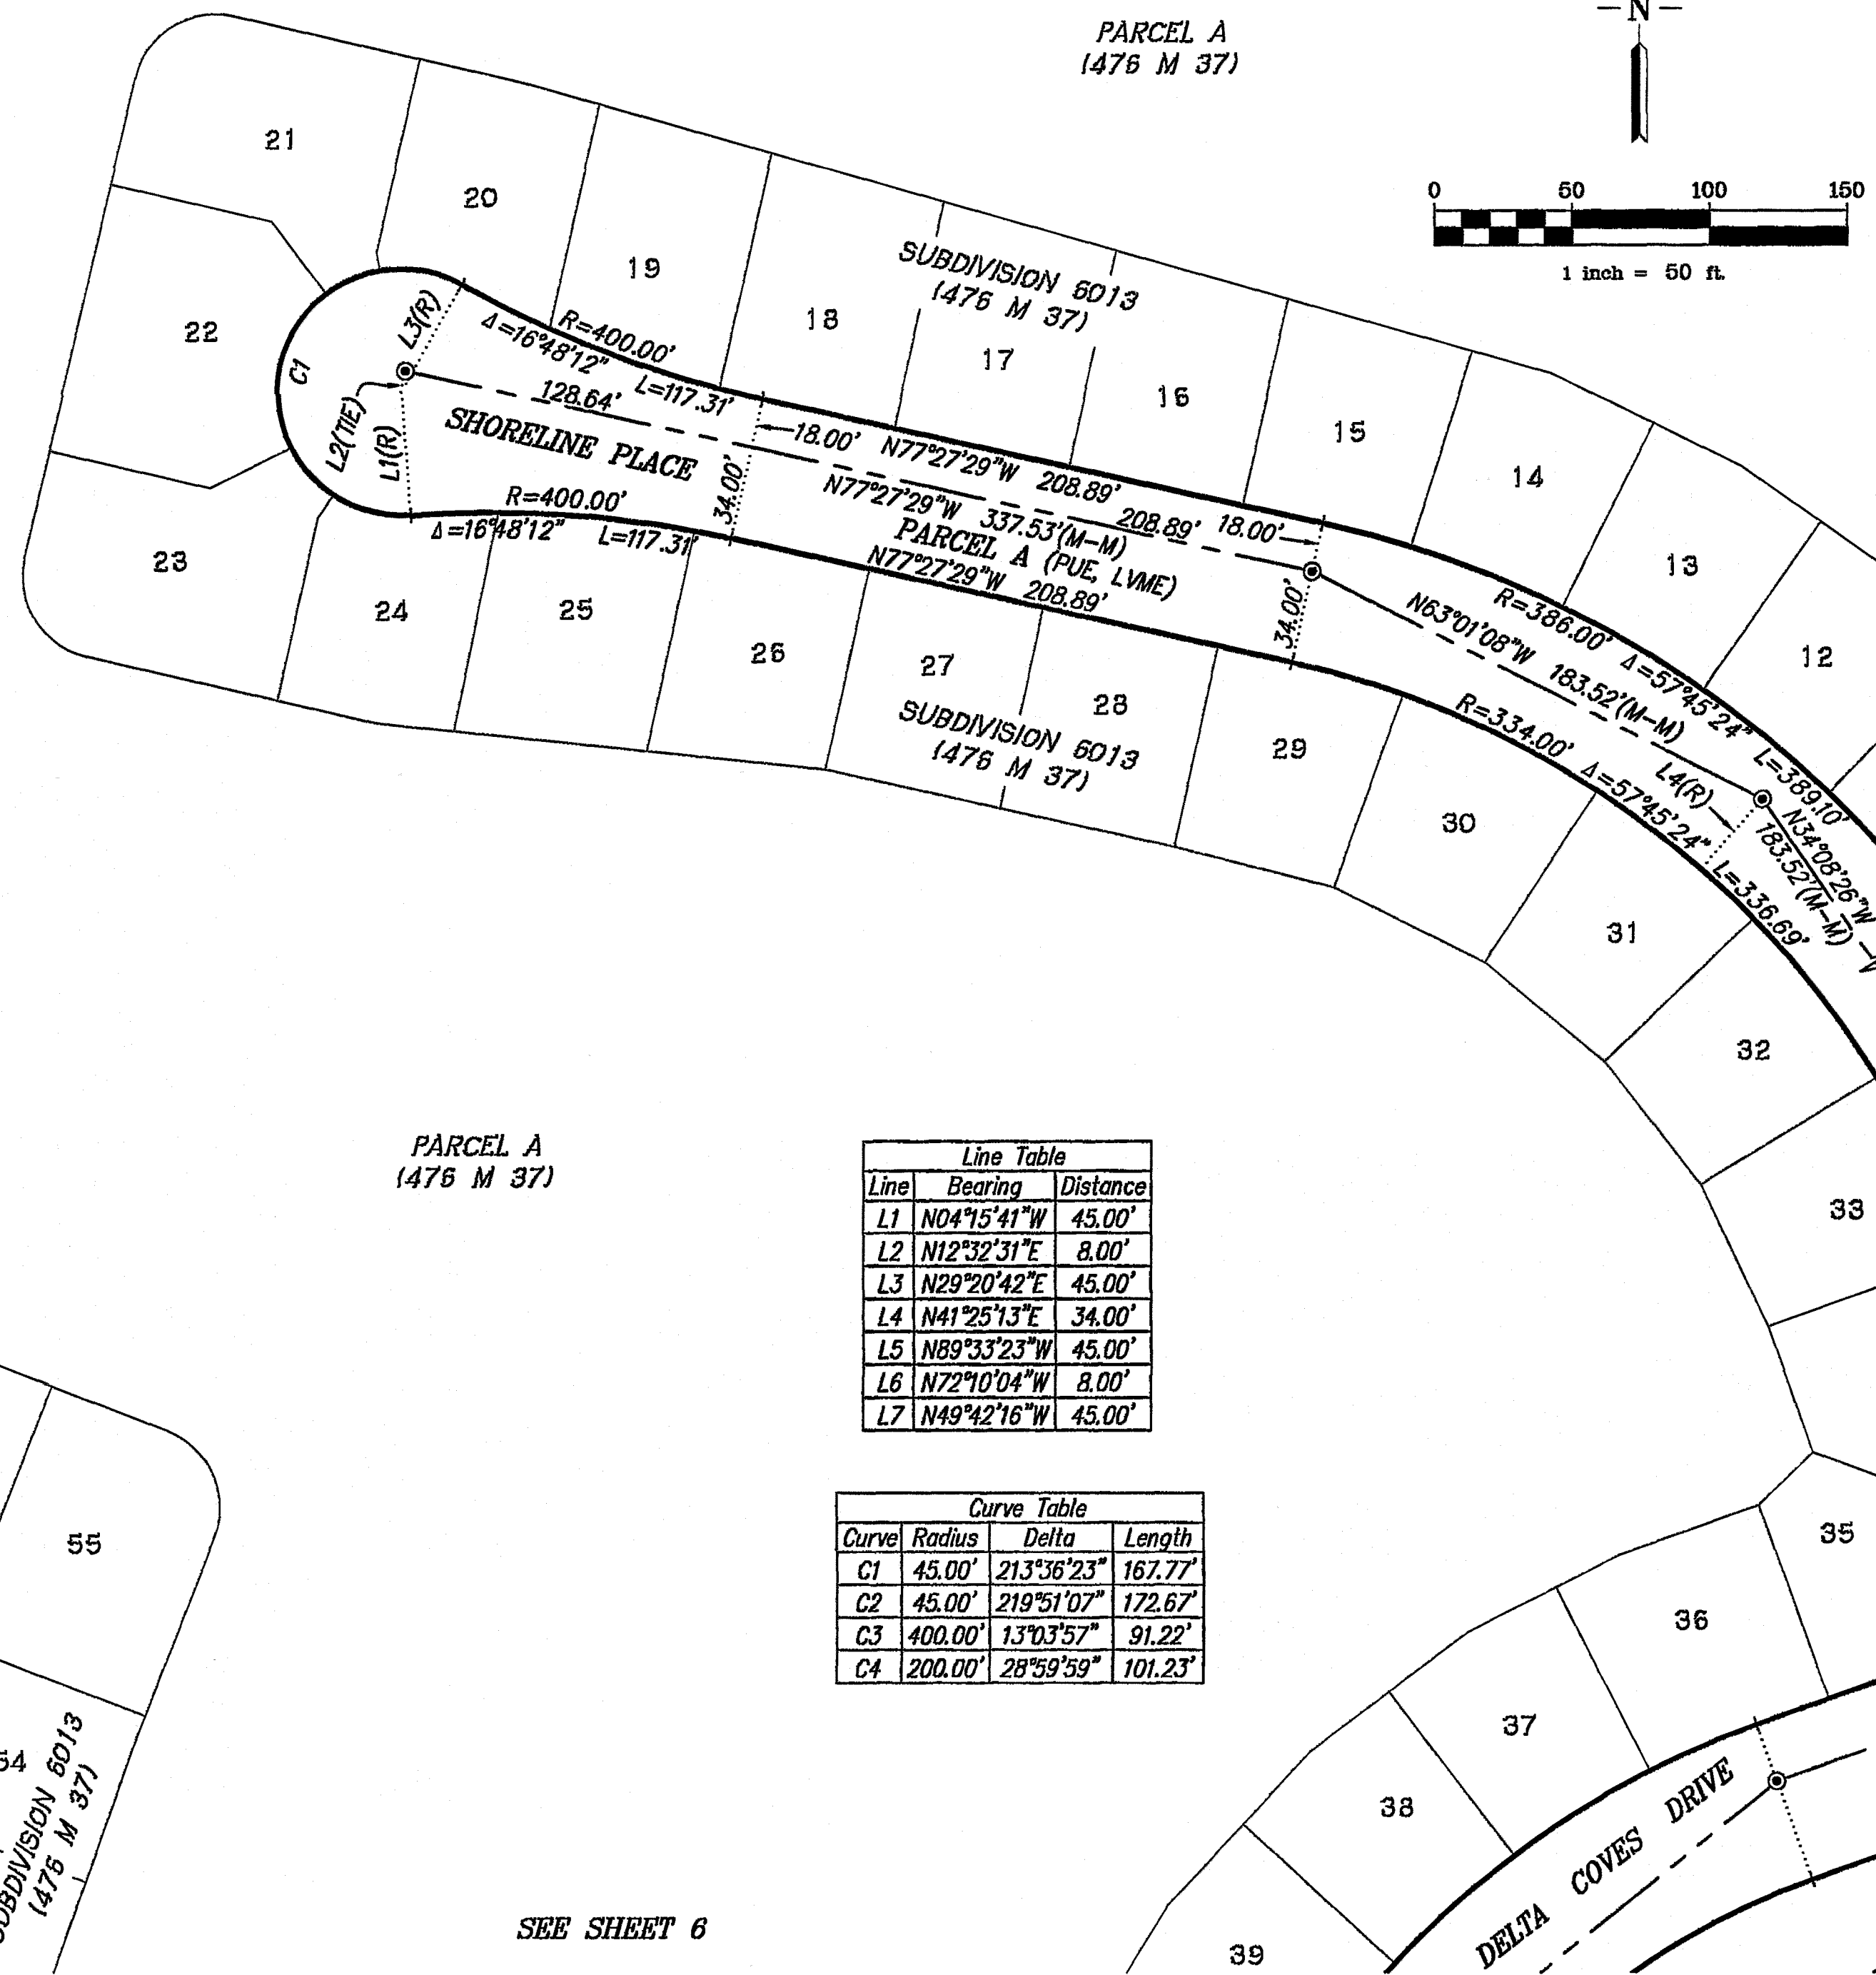 PARCEL A
(476 M 37)
— N —
0 50 100 150
1 inch = 50 ft.
21
20
19
18
SUBDIVISION 6013
(476 M 37)
17
16
15
14
13
12
22
23
24
25
26
27
28
29
30
31
32
33
35
36
37
38
39
55
54
C1
L3(R)
L2(TIE)
L1(R)
R=400.00'
Δ=16°48'12" L=117.31'
128.64'
SHORELINE PLACE
R=400.00'
Δ=16°48'12" L=117.31'
34.00'
18.00'
N77°27'29"W 208.89'
N77°27'29"W 337.53'(M-M)
208.89' 18.00'
PARCEL A (PUE, LVME)
N77°27'29"W 208.89'
34.00'
SUBDIVISION 6013
(476 M 37)
R=386.00' Δ=57°45'24" L=389.10'
N63°01'08"W 183.52'(M-M)
R=334.00' Δ=57°45'24" L=336.69'
L4(R)
N34°08'26"W
183.52'(M-M)
PARCEL A
(476 M 37)
Line Table
Line Bearing Distance
L1 N04°15'41"W 45.00'
L2 N12°32'31"E 8.00'
L3 N29°20'42"E 45.00'
L4 N41°25'13"E 34.00'
L5 N89°33'23"W 45.00'
L6 N72°10'04"W 8.00'
L7 N49°42'16"W 45.00'
Curve Table
Curve Radius Delta Length
C1 45.00' 213°36'23" 167.77'
C2 45.00' 219°51'07" 172.67'
C3 400.00' 13°03'57" 91.22'
C4 200.00' 28°59'59" 101.23'
SUBDIVISION 6013
(476 M 37)
SEE SHEET 6
DELTA COVES DRIVE